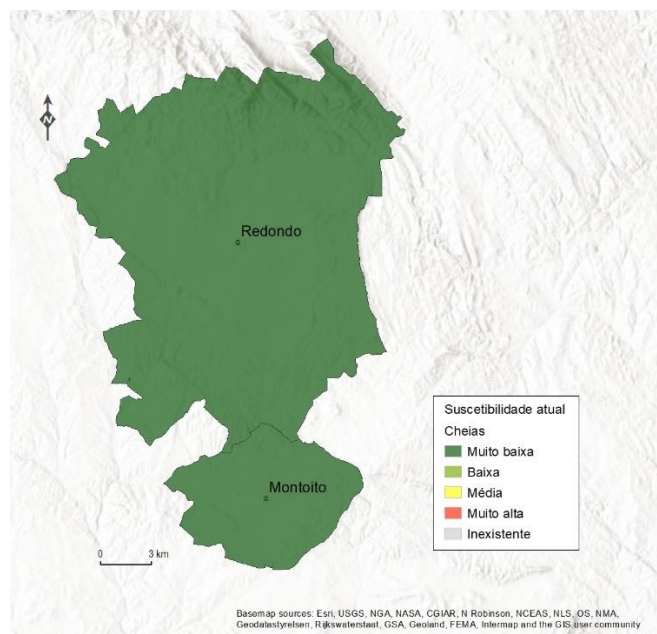 N
Redondo
Suscetibilidade atual
Cheias
Muito baixa
Baixa
Média
Muito alta
Inexistente
Montoito
0 3 km
Basemap sources: Esri, USGS, NGA, NASA, CGIAR, N Robinson, NCEAS, NLS, OS, NMA,
Geodatastyrelsen, Rijkswaterstaat, GSA, Geoland, FEMA, Intermap and the GIS user community